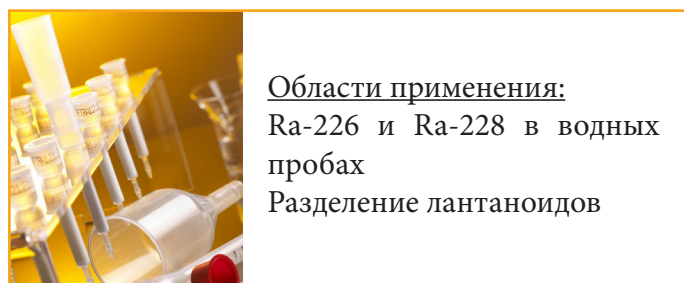 Области применения:
Ra-226 и Ra-228 в водных
пробах
Разделение лантаноидов